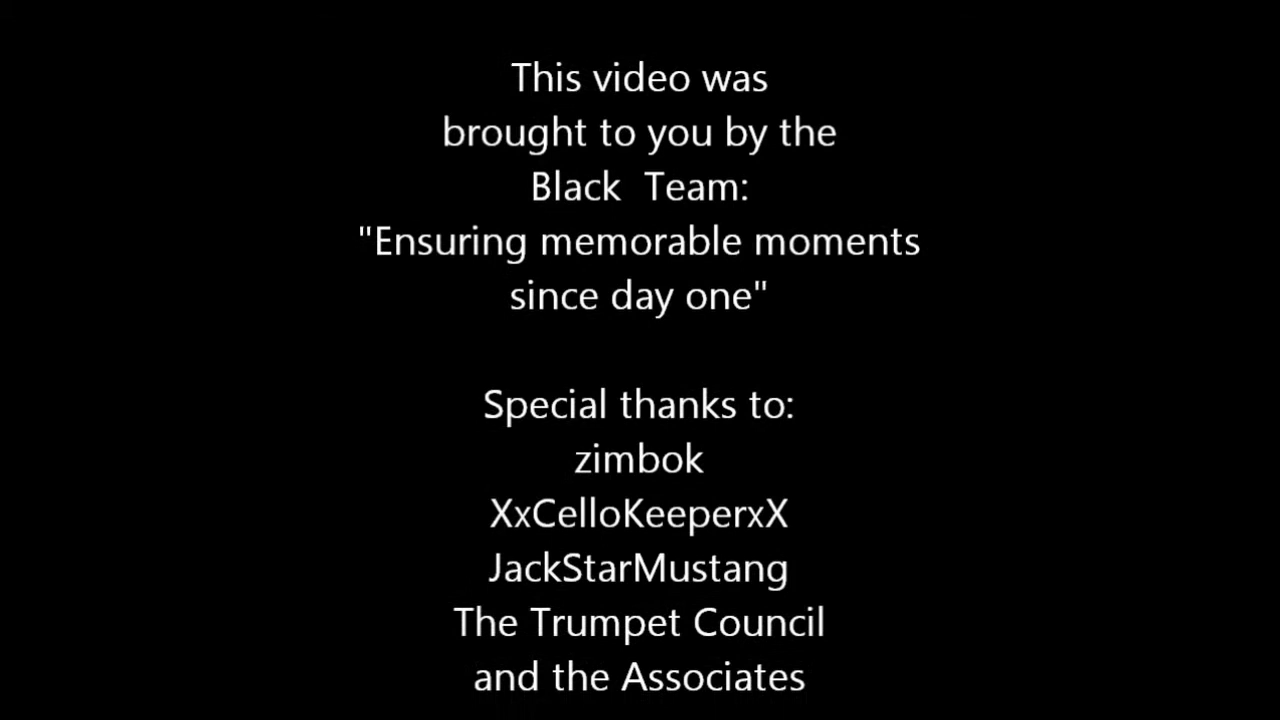 This video was
brought to you by the
Black  Team:
"Ensuring memorable moments
since day one"
Special thanks to:
zimbok
XxCelloKeeperxX
JackStarMustang
The Trumpet Council
and the Associates